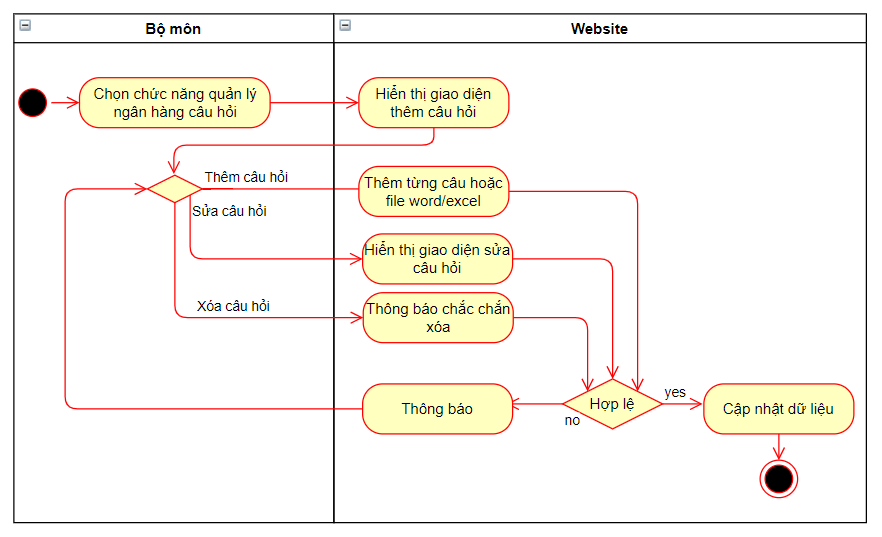 Bộ môn
Website
Chọn chức năng quản lý
ngân hàng câu hỏi
Hiển thị giao diện
thêm câu hỏi
Thêm câu hỏi
Thêm từng câu hoặc
file word/excel
Sửa câu hỏi
Hiển thị giao diện sửa
câu hỏi
Xóa câu hỏi
Thông báo chắc chắn
xóa
Thông báo
no
Hợp lệ
yes
Cập nhật dữ liệu